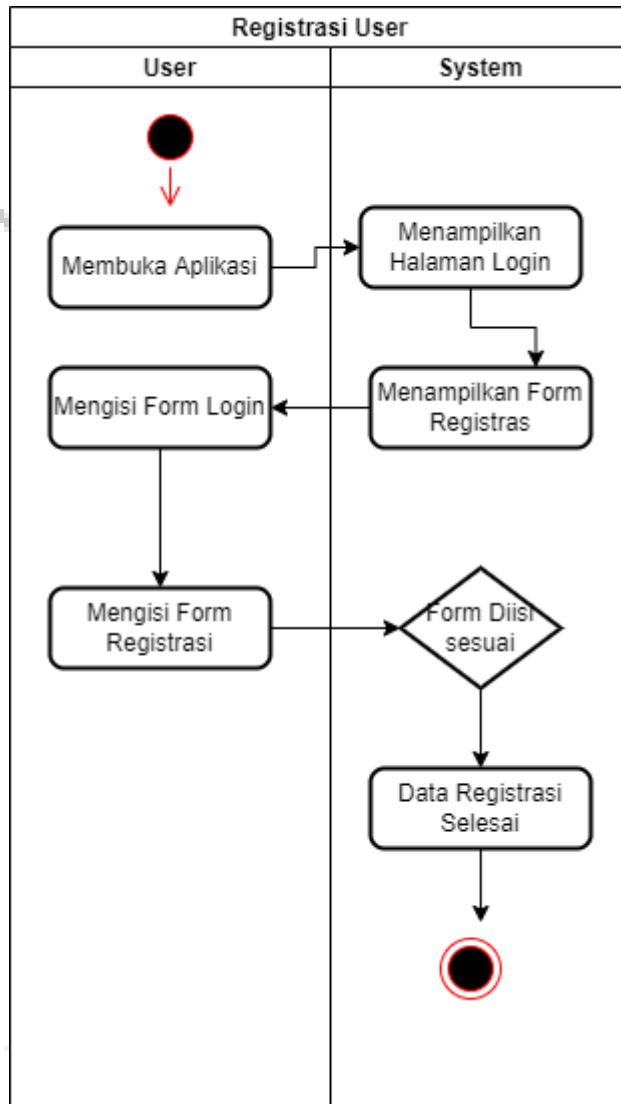 Registrasi User
User
System
Membuka Aplikasi
Menampilkan
Halaman Login
Menampilkan Form
Registras
Mengisi Form Login
Mengisi Form
Registrasi
Form Diisi
sesuai
Data Registrasi
Selesai